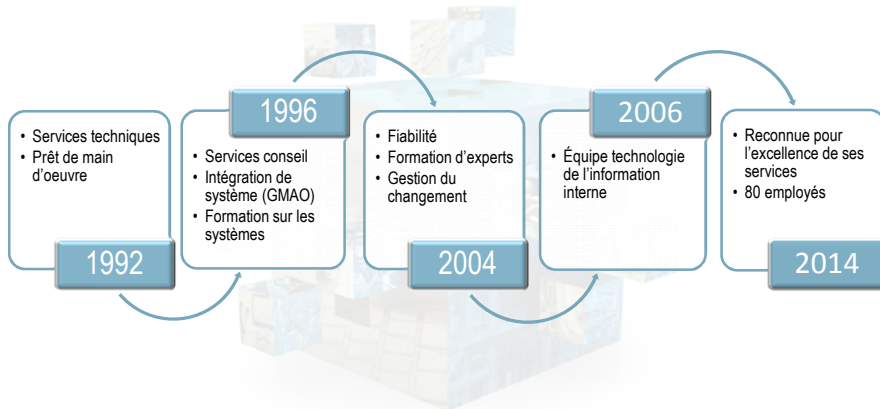 1992
• Services techniques
• Prêt de main
d'oeuvre
1996
• Services conseil
• Intégration de
système (GMAO)
• Formation sur les
systèmes
2004
• Fiabilité
• Formation d'experts
• Gestion du
changement
2006
• Équipe technologie
de l'information
interne
2014
• Reconnue pour
l'excellence de ses
services
• 80 employés